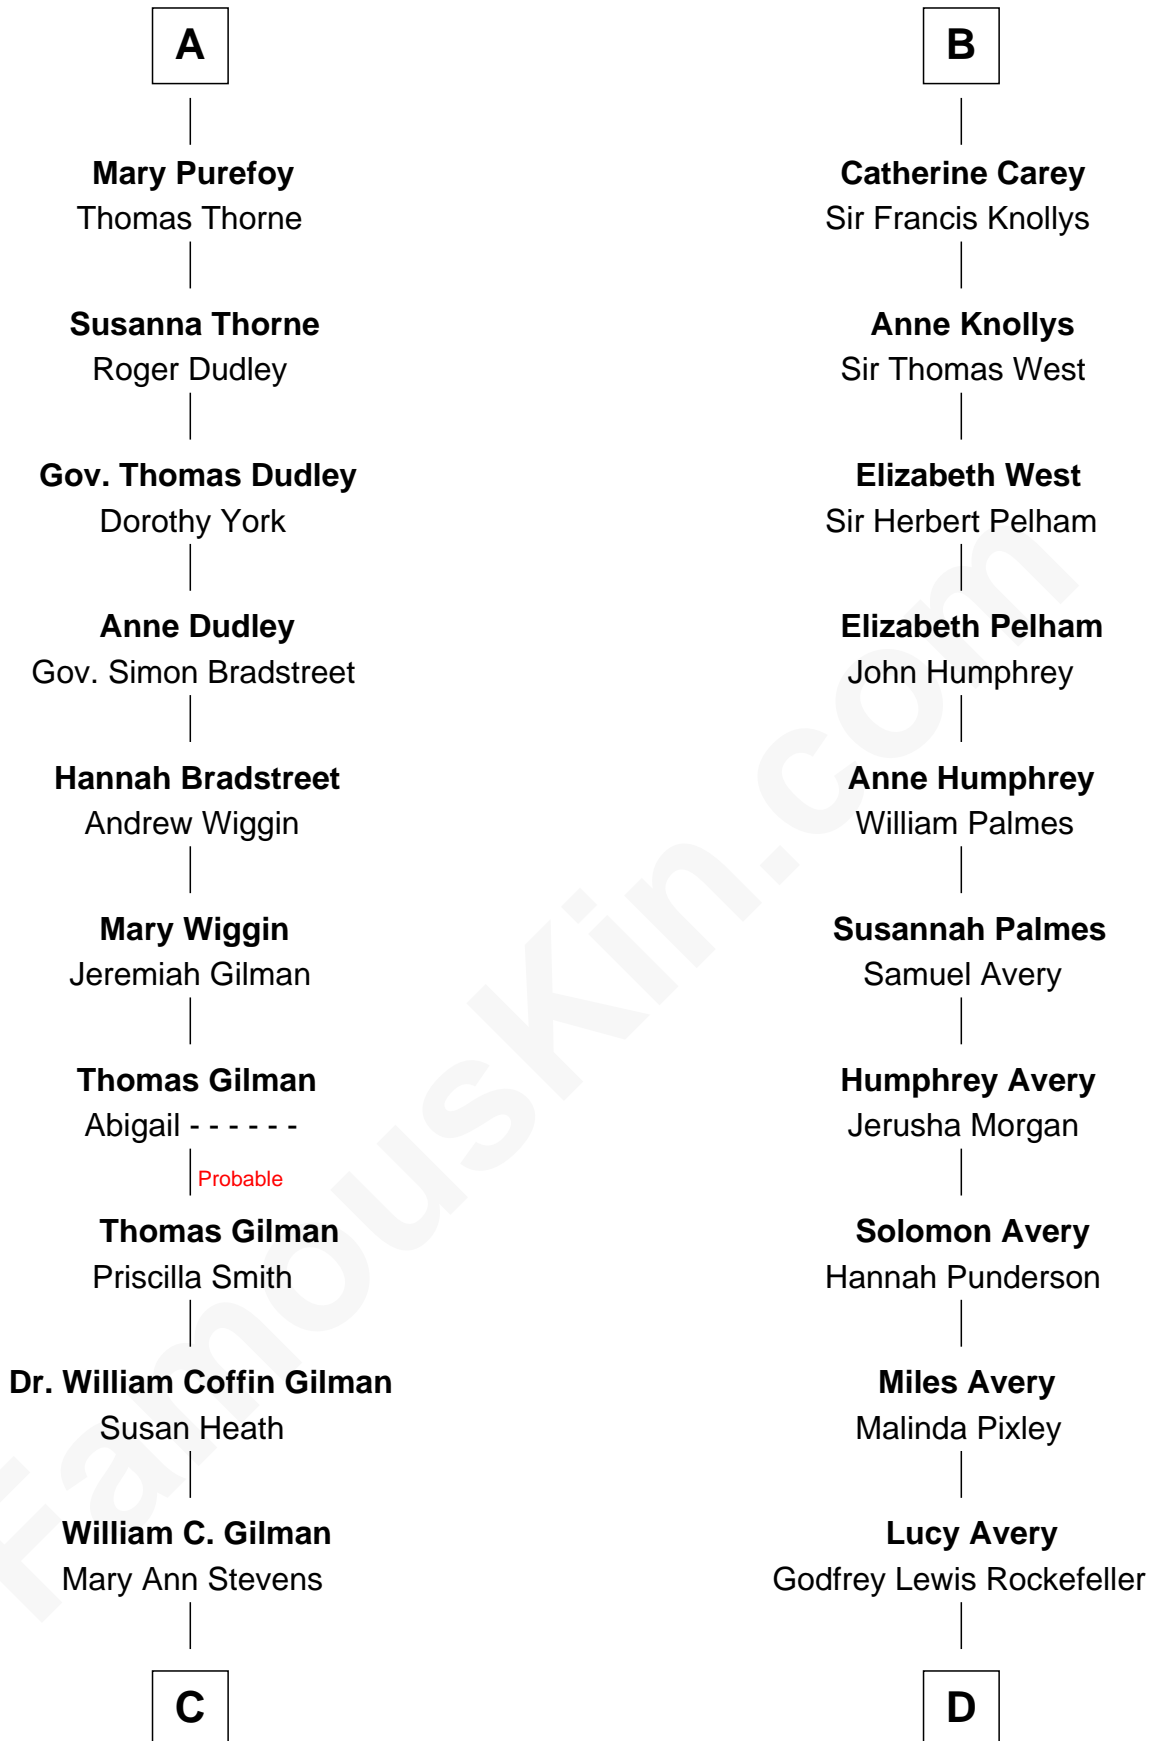 A
Mary Purefoy
Thomas Thorne
Susanna Thorne
Roger Dudley
Gov. Thomas Dudley
Dorothy York
Anne Dudley
Gov. Simon Bradstreet
Hannah Bradstreet
Andrew Wiggin
Mary Wiggin
Jeremiah Gilman
Thomas Gilman
Abigail - - - - - -
Probable
Thomas Gilman
Priscilla Smith
Dr. William Coffin Gilman
Susan Heath
William C. Gilman
Mary Ann Stevens
C
B
Catherine Carey
Sir Francis Knollys
Anne Knollys
Sir Thomas West
Elizabeth West
Sir Herbert Pelham
Elizabeth Pelham
John Humphrey
Anne Humphrey
William Palmes
Susannah Palmes
Samuel Avery
Humphrey Avery
Jerusha Morgan
Solomon Avery
Hannah Punderson
Miles Avery
Malinda Pixley
Lucy Avery
Godfrey Lewis Rockefeller
D
FamousKin.com